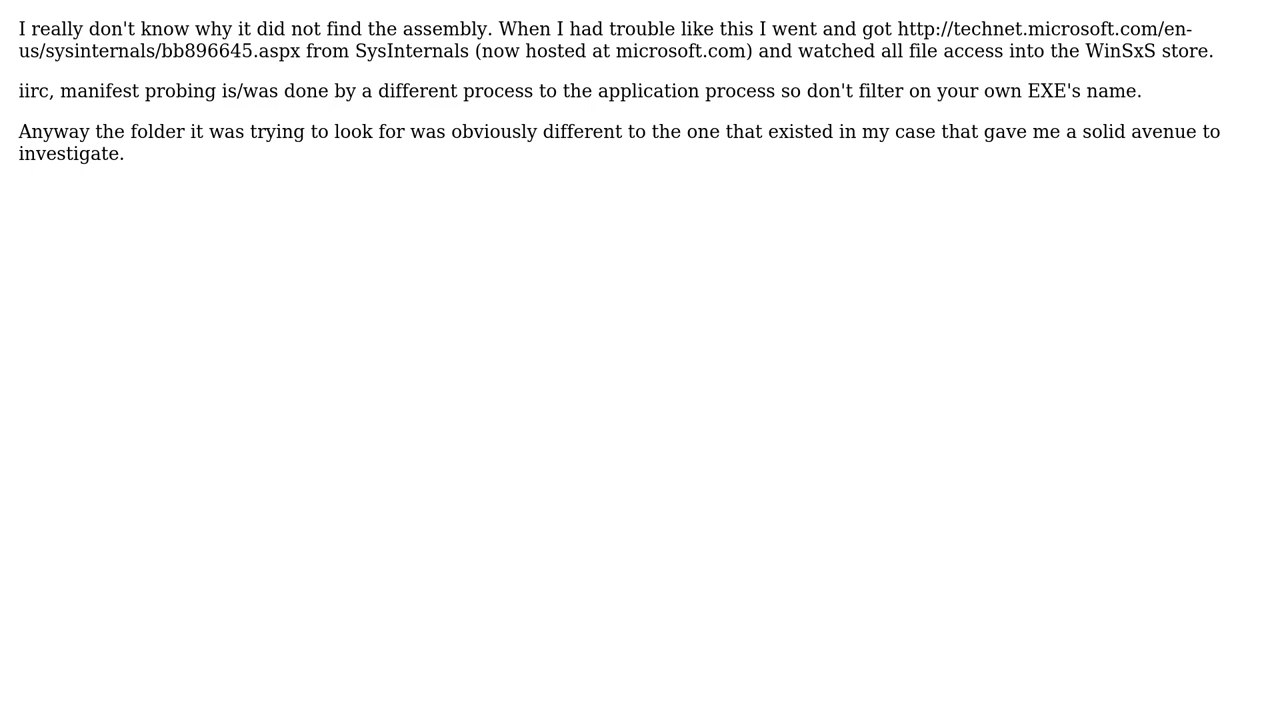 I really don't know why it did not find the assembly. When I had trouble like this I went and got http://technet.microsoft.com/en-
us/sysinternals/bb896645.aspx from SysInternals (now hosted at microsoft.com) and watched all file access into the WinSxS store.
iirc, manifest probing is/was done by a different process to the application process so don't filter on your own EXE's name.
Anyway the folder it was trying to look for was obviously different to the one that existed in my case that gave me a solid avenue to
investigate.